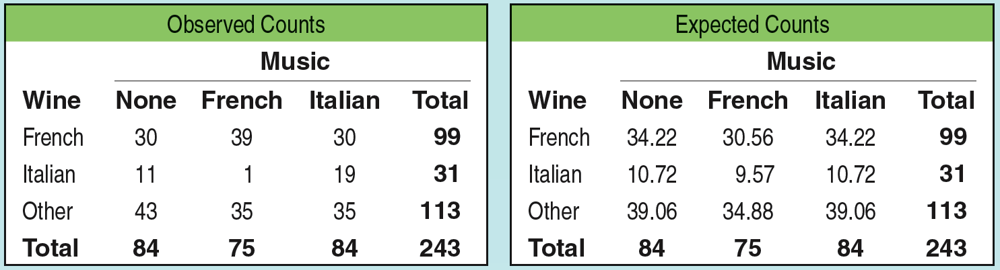 Observed Counts
Music
Wine None French Italian Total
French 30 39 30 99
Italian 11 1 19 31
Other 43 35 35 113
Total 84 75 84 243
Expected Counts
Music
Wine None French Italian Total
French 34.22 30.56 34.22 99
Italian 10.72 9.57 10.72 31
Other 39.06 34.88 39.06 113
Total 84 75 84 243